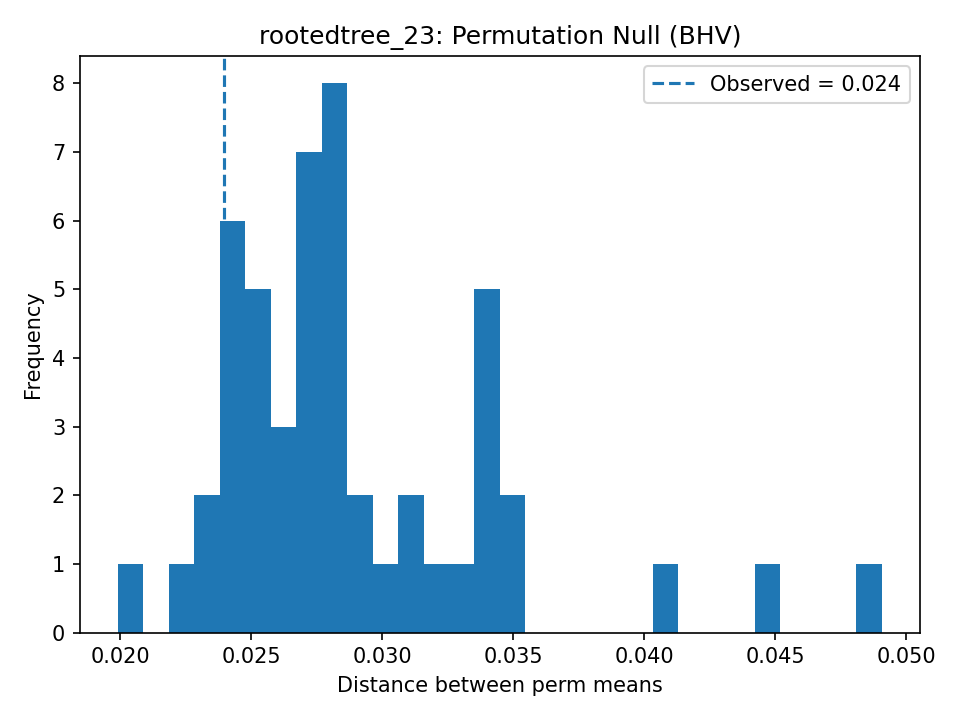 rootedtree_23: Permutation Null (BHV)
Observed = 0.024
8
7
6
5
4
3
2
1
0
Frequency
0.020 0.025 0.030 0.035 0.040 0.045 0.050
Distance between perm means